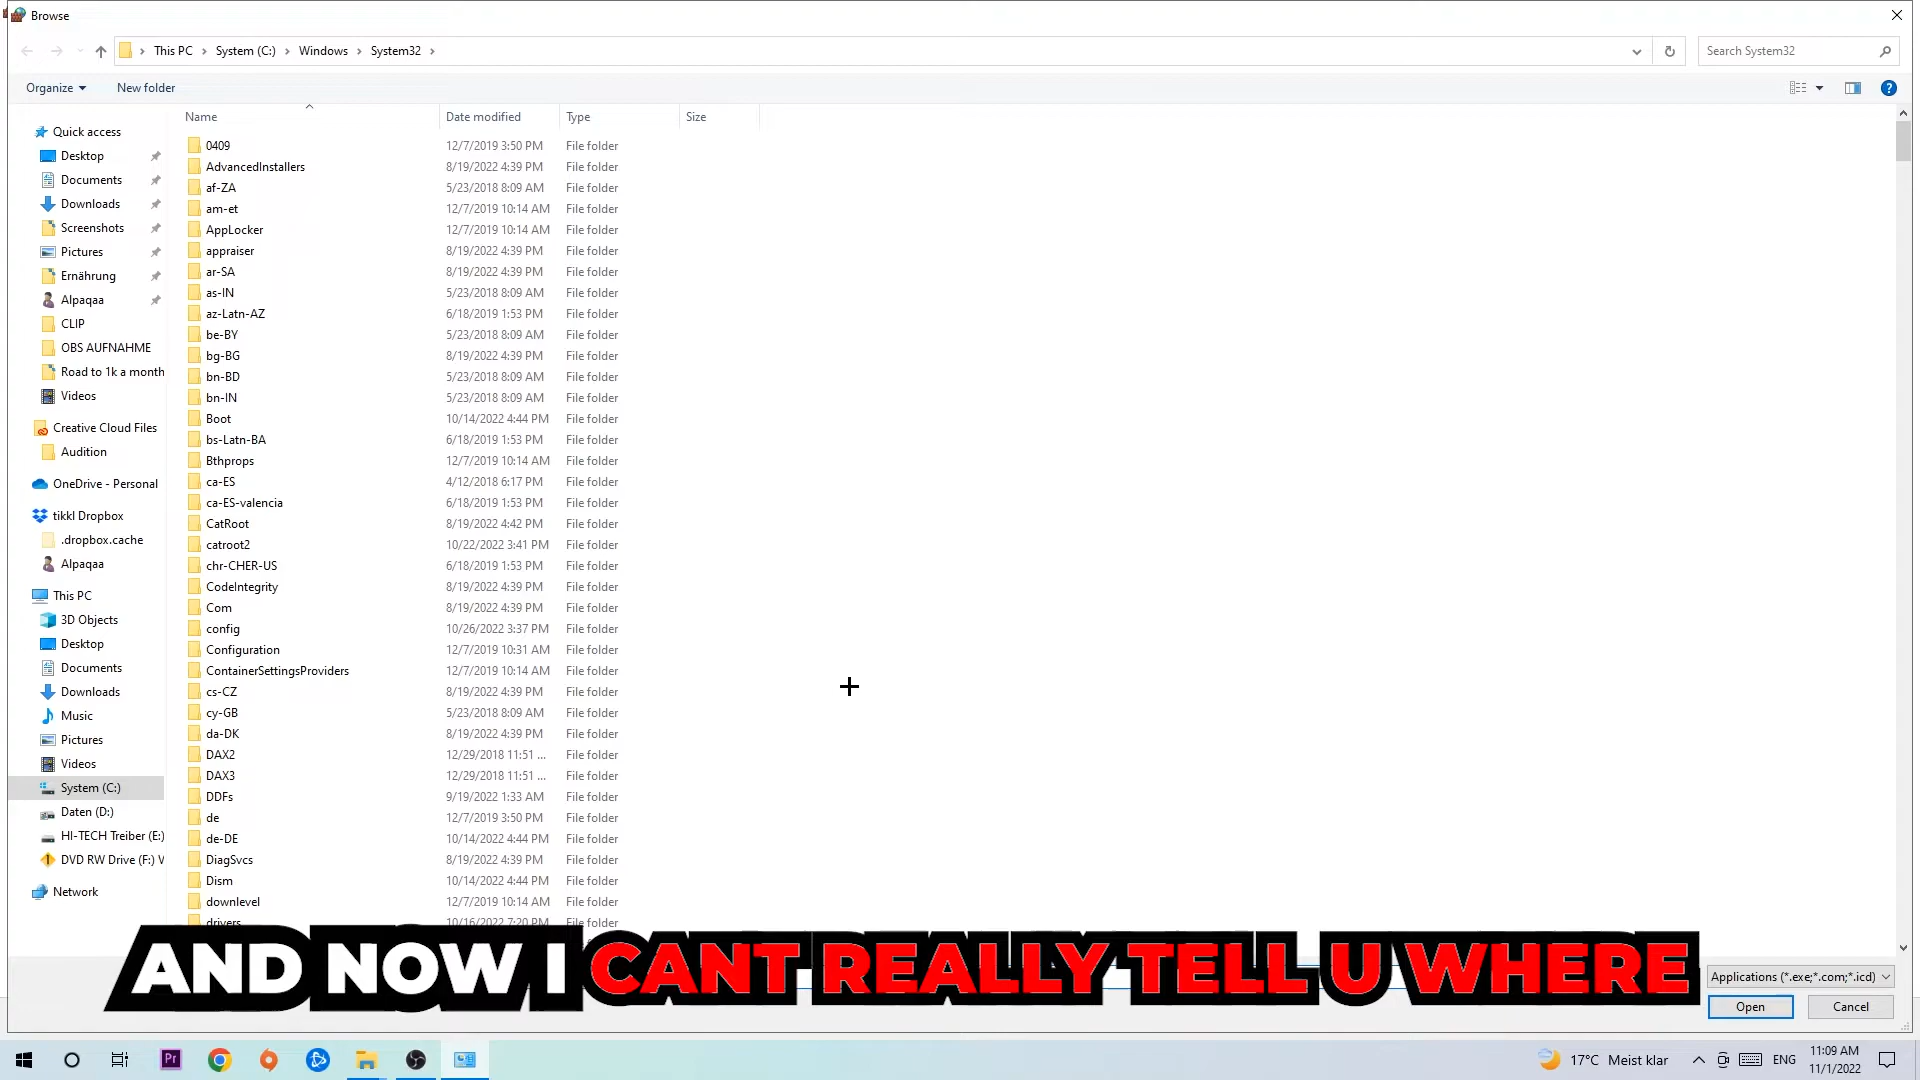 Browse
This PC
System (C:)
Windows
System32
Search System32
Organize
New folder
Name
Date modified
Type
Size
Quick access
Desktop
Documents
Downloads
Screenshots
Pictures
Ernährung
Alpaqaa
CLIP
OBS AUFNAHME
Road to 1k a month
Videos
Creative Cloud Files
Audition
OneDrive - Personal
tikkl Dropbox
.dropbox.cache
Alpaqaa
This PC
3D Objects
Desktop
Documents
Downloads
Music
Pictures
Videos
System (C:)
Daten (D:)
HI-TECH Treiber (E:)
DVD RW Drive (F:) V
Network
0409 12/7/2019 3:50 PM File folder
AdvancedInstallers 8/19/2022 4:39 PM File folder
af-ZA 5/23/2018 8:09 AM File folder
am-et 12/7/2019 10:14 AM File folder
AppLocker 12/7/2019 10:14 AM File folder
appraiser 8/19/2022 4:39 PM File folder
ar-SA 8/19/2022 4:39 PM File folder
as-IN 5/23/2018 8:09 AM File folder
az-Latn-AZ 6/18/2019 1:53 PM File folder
be-BY 5/23/2018 8:09 AM File folder
bg-BG 8/19/2022 4:39 PM File folder
bn-BD 5/23/2018 8:09 AM File folder
bn-IN 5/23/2018 8:09 AM File folder
Boot 10/14/2022 4:44 PM File folder
bs-Latn-BA 6/18/2019 1:53 PM File folder
Bthprops 12/7/2019 10:14 AM File folder
ca-ES 4/12/2018 6:17 PM File folder
ca-ES-valencia 6/18/2019 1:53 PM File folder
CatRoot 8/19/2022 4:42 PM File folder
catroot2 10/22/2022 3:41 PM File folder
chr-CHER-US 6/18/2019 1:53 PM File folder
CodeIntegrity 8/19/2022 4:39 PM File folder
Com 8/19/2022 4:39 PM File folder
config 10/26/2022 3:37 PM File folder
Configuration 12/7/2019 10:31 AM File folder
ContainerSettingsProviders 12/7/2019 10:14 AM File folder
cs-CZ 8/19/2022 4:39 PM File folder
cy-GB 5/23/2018 8:09 AM File folder
da-DK 8/19/2022 4:39 PM File folder
DAX2 12/29/2018 11:51 ... File folder
DAX3 12/29/2018 11:51 ... File folder
DDFs 9/19/2022 1:33 AM File folder
de 12/7/2019 3:50 PM File folder
de-DE 10/14/2022 4:44 PM File folder
DiagSvcs 8/19/2022 4:39 PM File folder
Dism 10/14/2022 4:44 PM File folder
downlevel 12/7/2019 10:14 AM File folder
drivers 10/16/2022 7:20 PM File folder
AND NOW I CANT REALLY TELL U WHERE
Applications (*.exe;*.com;*.icd)
Open
Cancel
Pr
17°C Meist klar
ENG
11:09 AM
11/1/2022